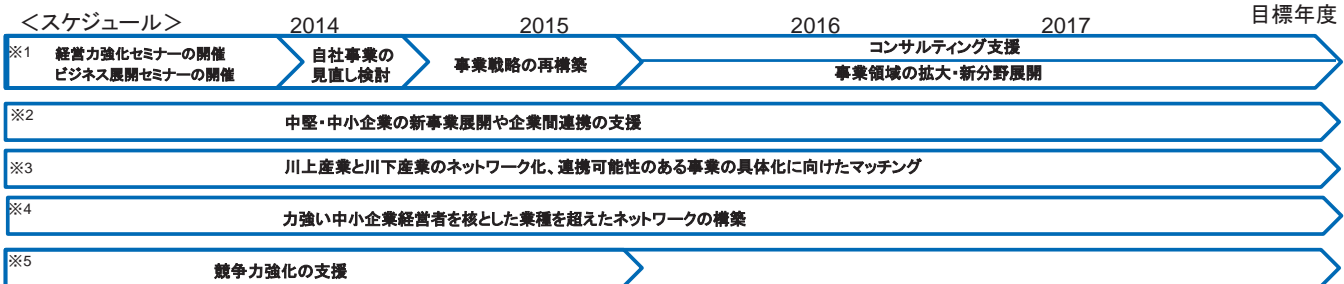 ＜スケジュール＞ 2014 2015 2016 2017 目標年度
※1
経営力強化セミナーの開催
ビジネス展開セミナーの開催
自社事業の
見直し検討
事業戦略の再構築
コンサルティング支援
事業領域の拡大・新分野展開
※2 中堅・中小企業の新事業展開や企業間連携の支援
※3 川上産業と川下産業のネットワーク化、連携可能性のある事業の具体化に向けたマッチング
※4 力強い中小企業経営者を核とした業種を超えたネットワークの構築
※5 競争力強化の支援